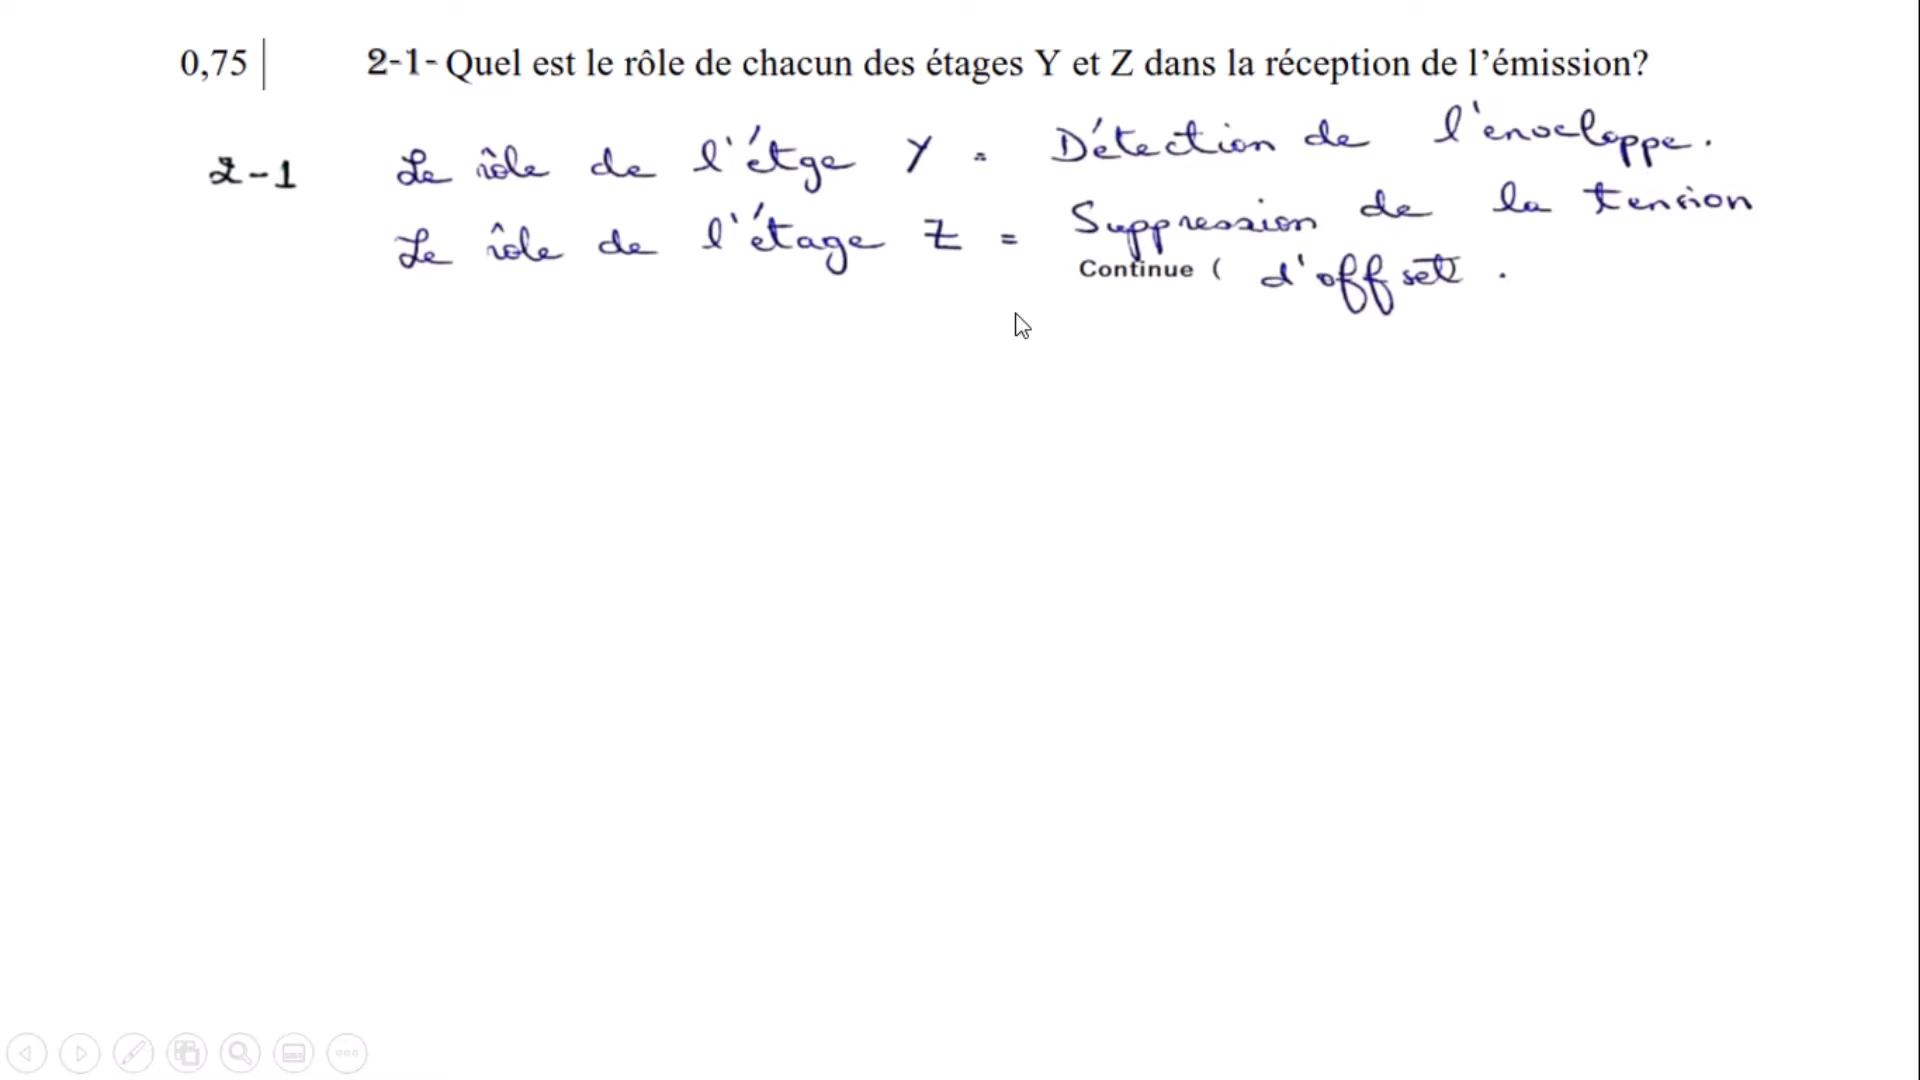 0,75 | 2-1- Quel est le rôle de chacun des étages Y et Z dans la réception de l’émission?
2-1 Le rôle de l'étge Y = Détection de l'enveloppe.
Le rôle de l'étage Z = Suppression de la tension
Continue ( d'offset .